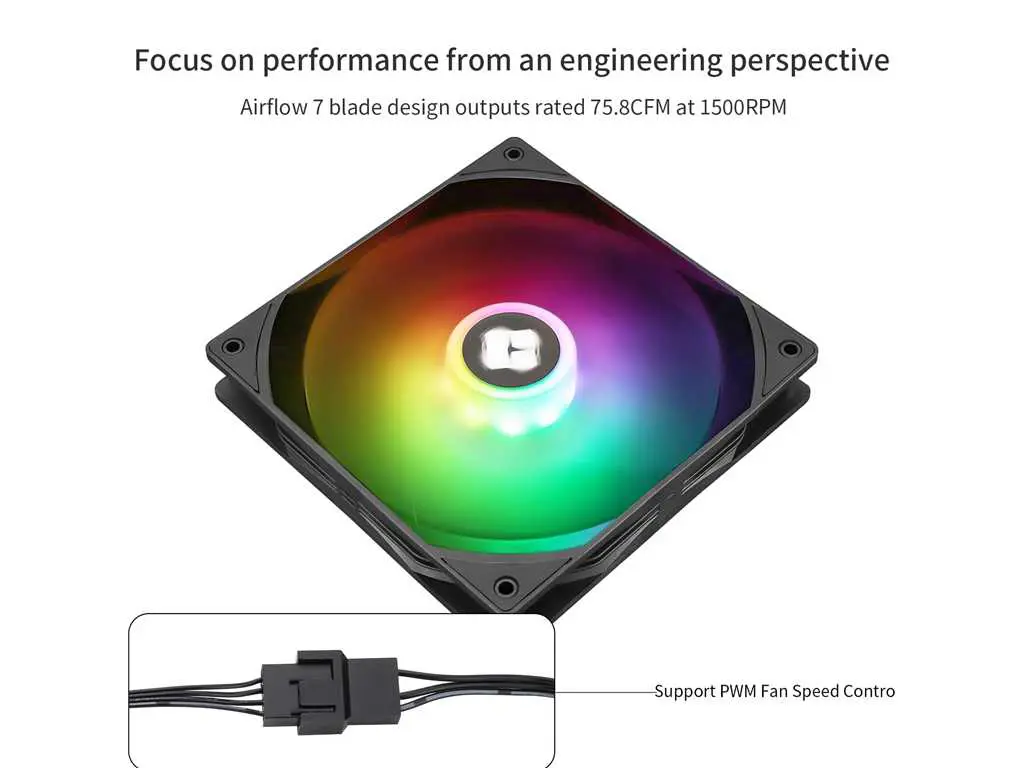 Focus on performance from an engineering perspective
Airflow 7 blade design outputs rated 75.8CFM at 1500RPM
Support PWM Fan Speed Contro